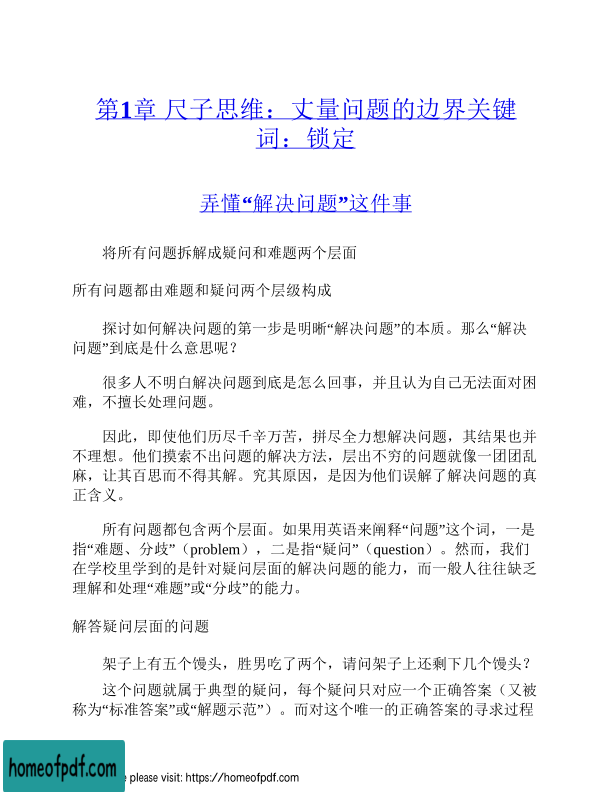 第1章 尺子思维：丈量问题的边界关键
词：锁定
弄懂“解决问题”这件事
将所有问题拆解成疑问和难题两个层面
所有问题都由难题和疑问两个层级构成
探讨如何解决问题的第一步是明晰“解决问题”的本质。那么“解决
问题”到底是什么意思呢？
很多人不明白解决问题到底是怎么回事，并且认为自己无法面对困
难，不擅长处理问题。
因此，即使他们历尽千辛万苦，拼尽全力想解决问题，其结果也并
不理想。他们摸索不出问题的解决方法，层出不穷的问题就像一团团乱
麻，让其百思而不得其解。究其原因，是因为他们误解了解决问题的真
正含义。
所有问题都包含两个层面。如果用英语来阐释“问题”这个词，一是
指“难题、分歧”（problem），二是指“疑问”（question）。然而，我们
在学校里学到的是针对疑问层面的解决问题的能力，而一般人往往缺乏
理解和处理“难题”或“分歧”的能力。
解答疑问层面的问题
架子上有五个馒头，胜男吃了两个，请问架子上还剩下几个馒头？
这个问题就属于典型的疑问，每个疑问只对应一个正确答案（又被
称为“标准答案”或“解题示范”）。而对这个唯一的正确答案的寻求过程
homeofpdf.com
e please visit: https://homeofpdf.com